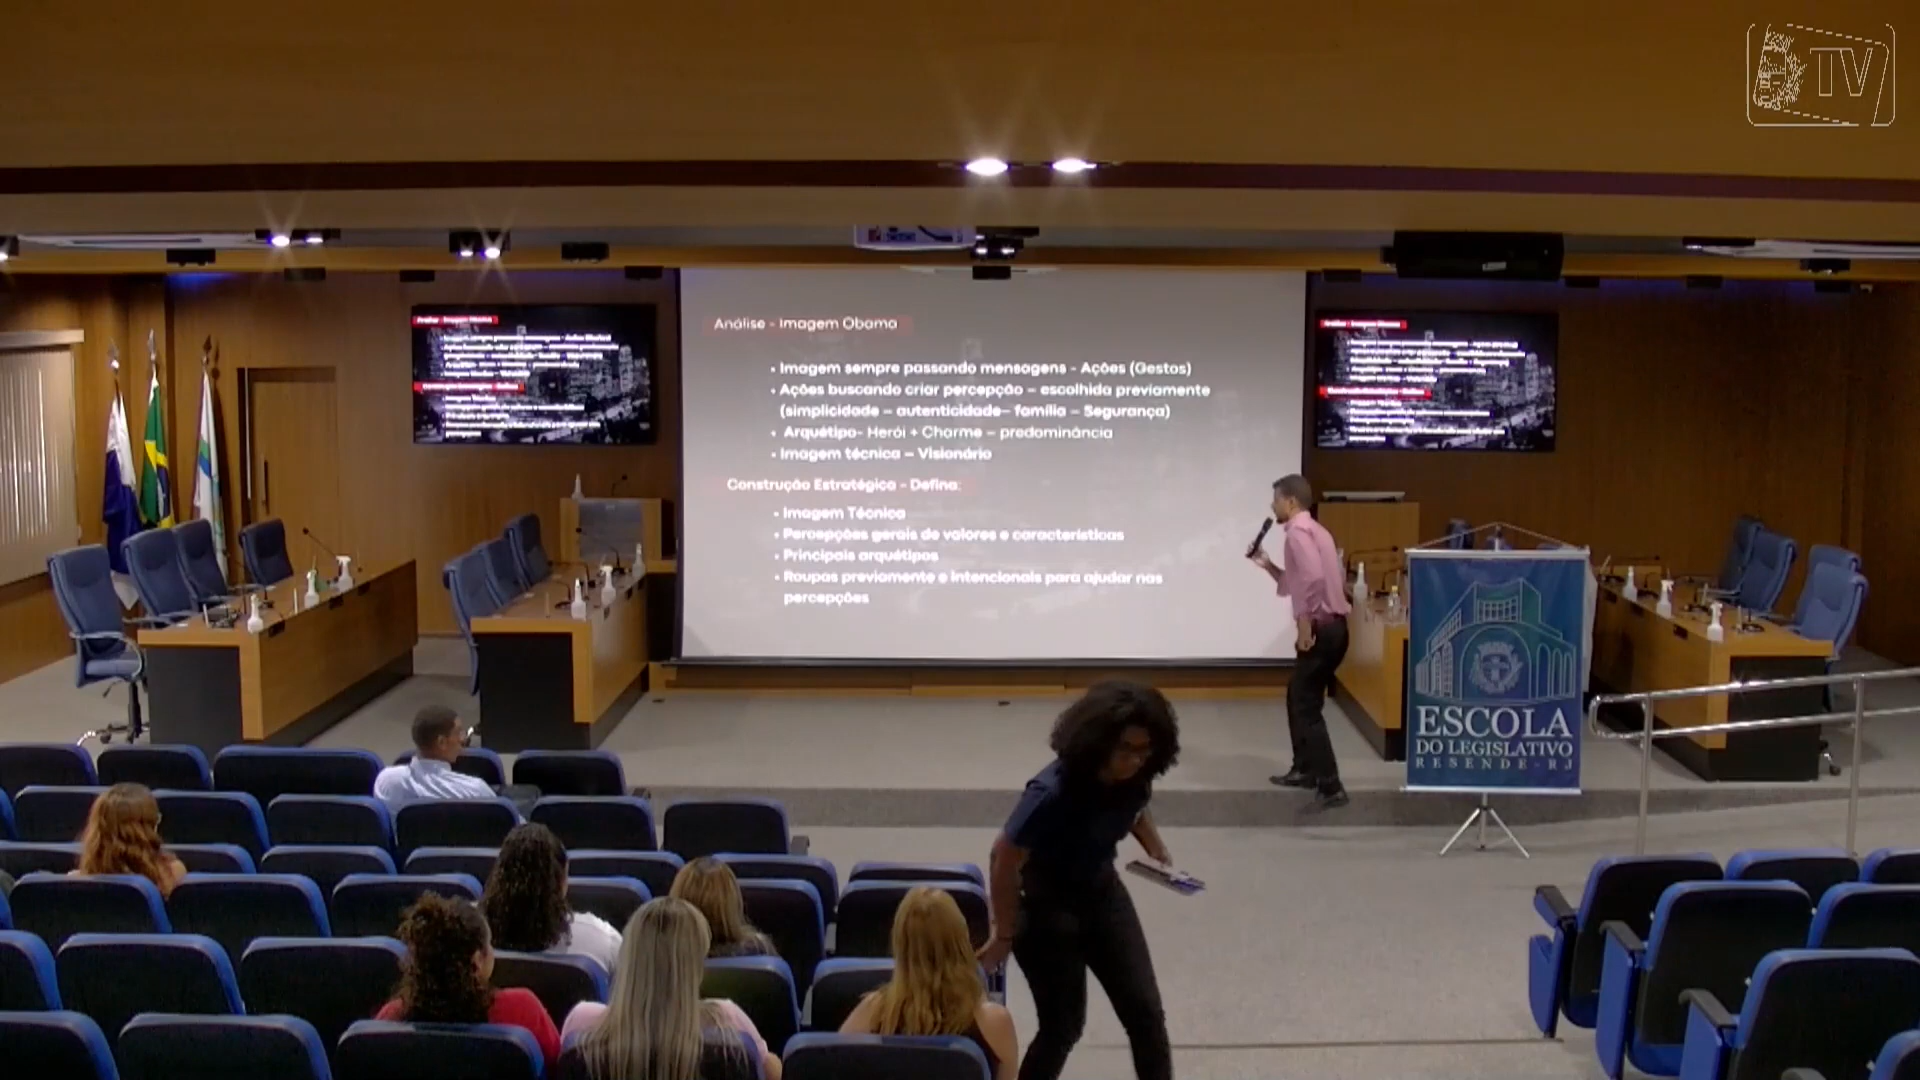 TV
Análise - Imagem Obama
• Imagem sempre passando mensagens - Ações (Gestos)
• Ações buscando criar percepção – escolhida previamente
(simplicidade – autenticidade– família – Segurança)
• Arquétipo- Herói + Charme – predominância
• Imagem técnica – Visionário
Construção Estratégica - Defina:
• Imagem Técnica
• Percepções gerais de valores e características
• Principais arquétipos
• Roupas previamente e intencionais para ajudar nas
percepções
ESCOLA
DO LEGISLATIVO
RESENDE - RJ